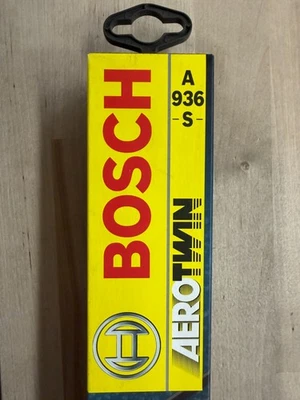 BOSCH
A
936
-S-
AEROTWIN